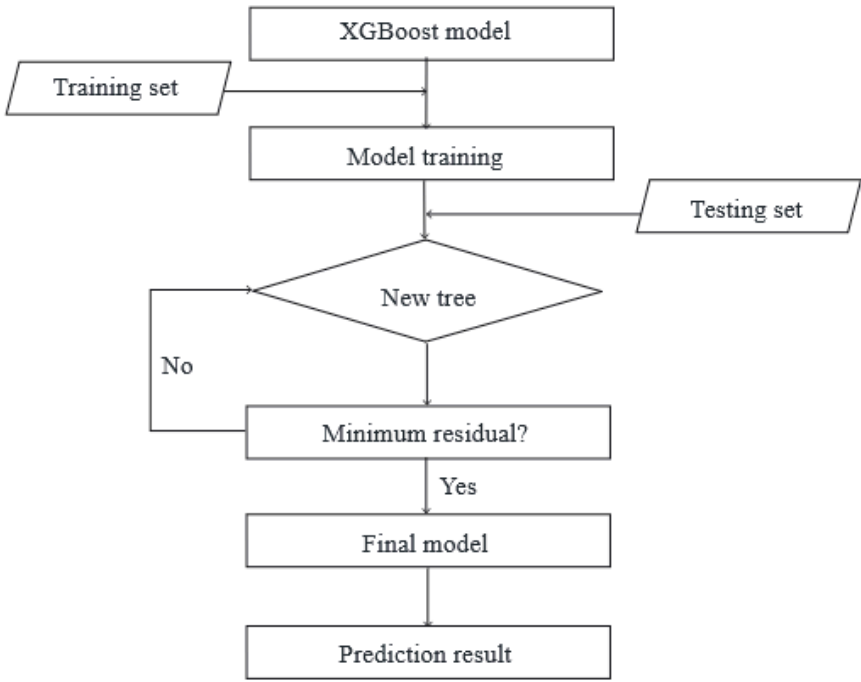 XGBoost model
Training set
Model training
Testing set
New tree
No
Minimum residual?
Yes
Final model
Prediction result